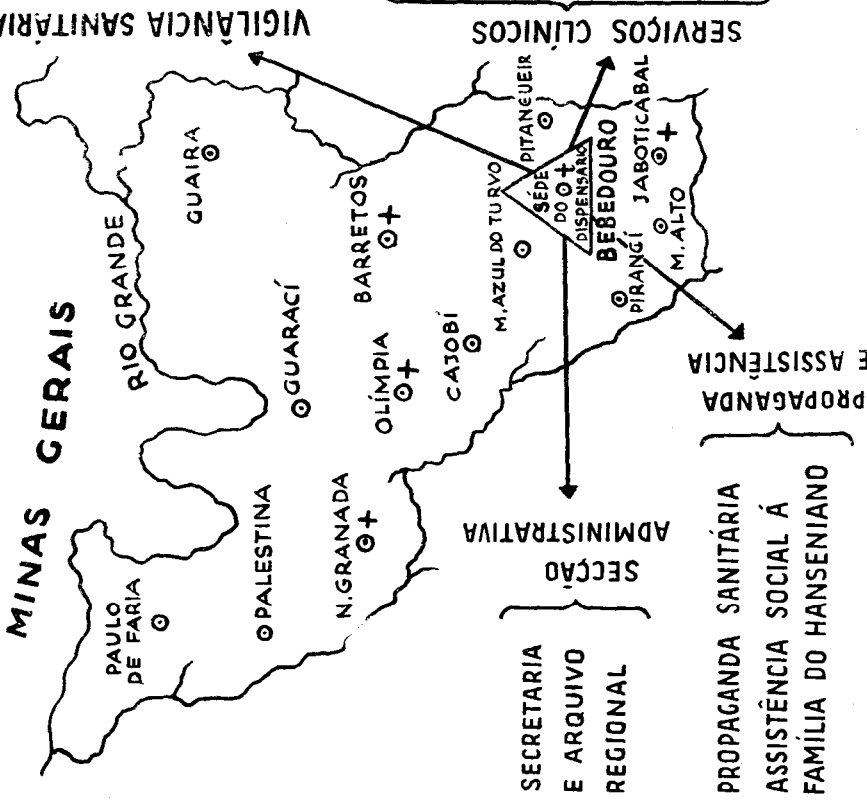 MINAS GERAIS
RIO GRANDE
PAULO
DE FARIA
PALESTINA
GUARACÍ
GUAIRA
N. GRANADA
OLÍMPIA
BARRETOS
CAJOBÍ
M. AZUL DO TURVO
PITANGUEIR
SÉDE
DO
DISPENSARIO
BEBEDOURO
PIRANGÍ
M. ALTO
JABOTICABAL
VIGILÂNCIA SANITÁRIA
SERVIÇOS CLÍNICOS
SECÇÃO
ADMINISTRATIVA
SECRETARIA
E ARQUIVO
REGIONAL
PROPAGANDA
E ASSISTÊNCIA
PROPAGANDA SANITÁRIA
ASSISTÊNCIA SOCIAL Á
FAMÍLIA DO HANSENIANO